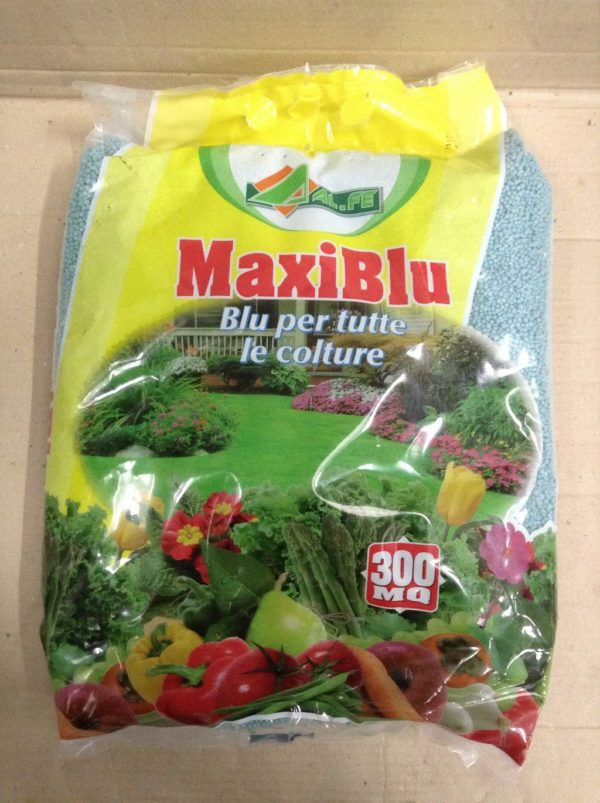 AL.FE
MaxiBlu
Blu per tutte
le colture
300
MQ